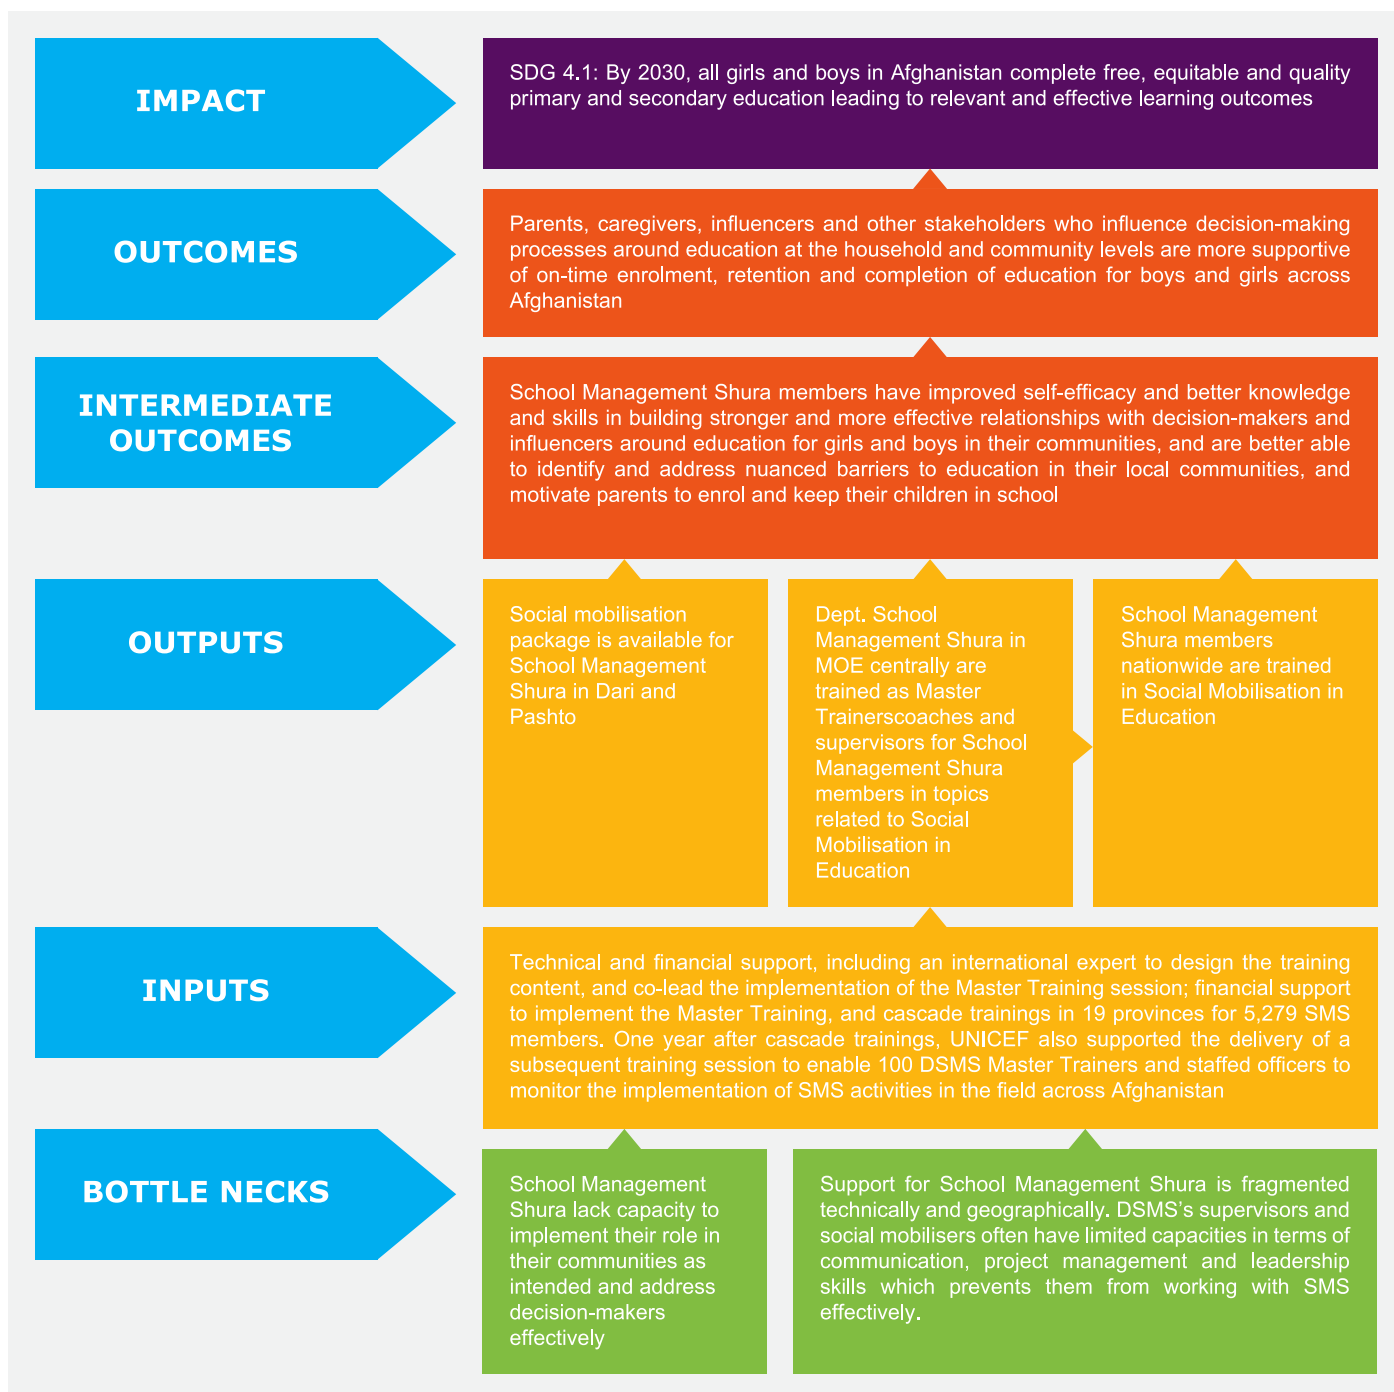 IMPACT
SDG 4.1: By 2030, all girls and boys in Afghanistan complete free, equitable and quality
primary and secondary education leading to relevant and effective learning outcomes
OUTCOMES
Parents, caregivers, influencers and other stakeholders who influence decision-making
processes around education at the household and community levels are more supportive
of on-time enrolment, retention and completion of education for boys and girls across
Afghanistan
INTERMEDIATE
OUTCOMES
School Management Shura members have improved self-efficacy and better knowledge
and skills in building stronger and more effective relationships with decision-makers and
influencers around education for girls and boys in their communities, and are better able
to identify and address nuanced barriers to education in their local communities, and
motivate parents to enrol and keep their children in school
OUTPUTS
Social mobilisation
package is available for
School Management
Shura in Dari and
Pashto
Dept. School
Management Shura in
MOE centrally are
trained as Master
Trainerscoaches and
supervisors for School
Management Shura
members in topics
related to Social
Mobilisation in
Education
School Management
Shura members
nationwide are trained
in Social Mobilisation in
Education
INPUTS
Technical and financial support, including an international expert to design the training
content, and co-lead the implementation of the Master Training session; financial support
to implement the Master Training, and cascade trainings in 19 provinces for 5,279 SMS
members. One year after cascade trainings, UNICEF also supported the delivery of a
subsequent training session to enable 100 DSMS Master Trainers and staffed officers to
monitor the implementation of SMS activities in the field across Afghanistan
BOTTLE NECKS
School Management
Shura lack capacity to
implement their role in
their communities as
intended and address
decision-makers
effectively
Support for School Management Shura is fragmented
technically and geographically. DSMS's supervisors and
social mobilisers often have limited capacities in terms of
communication, project management and leadership
skills which prevents them from working with SMS
effectively.